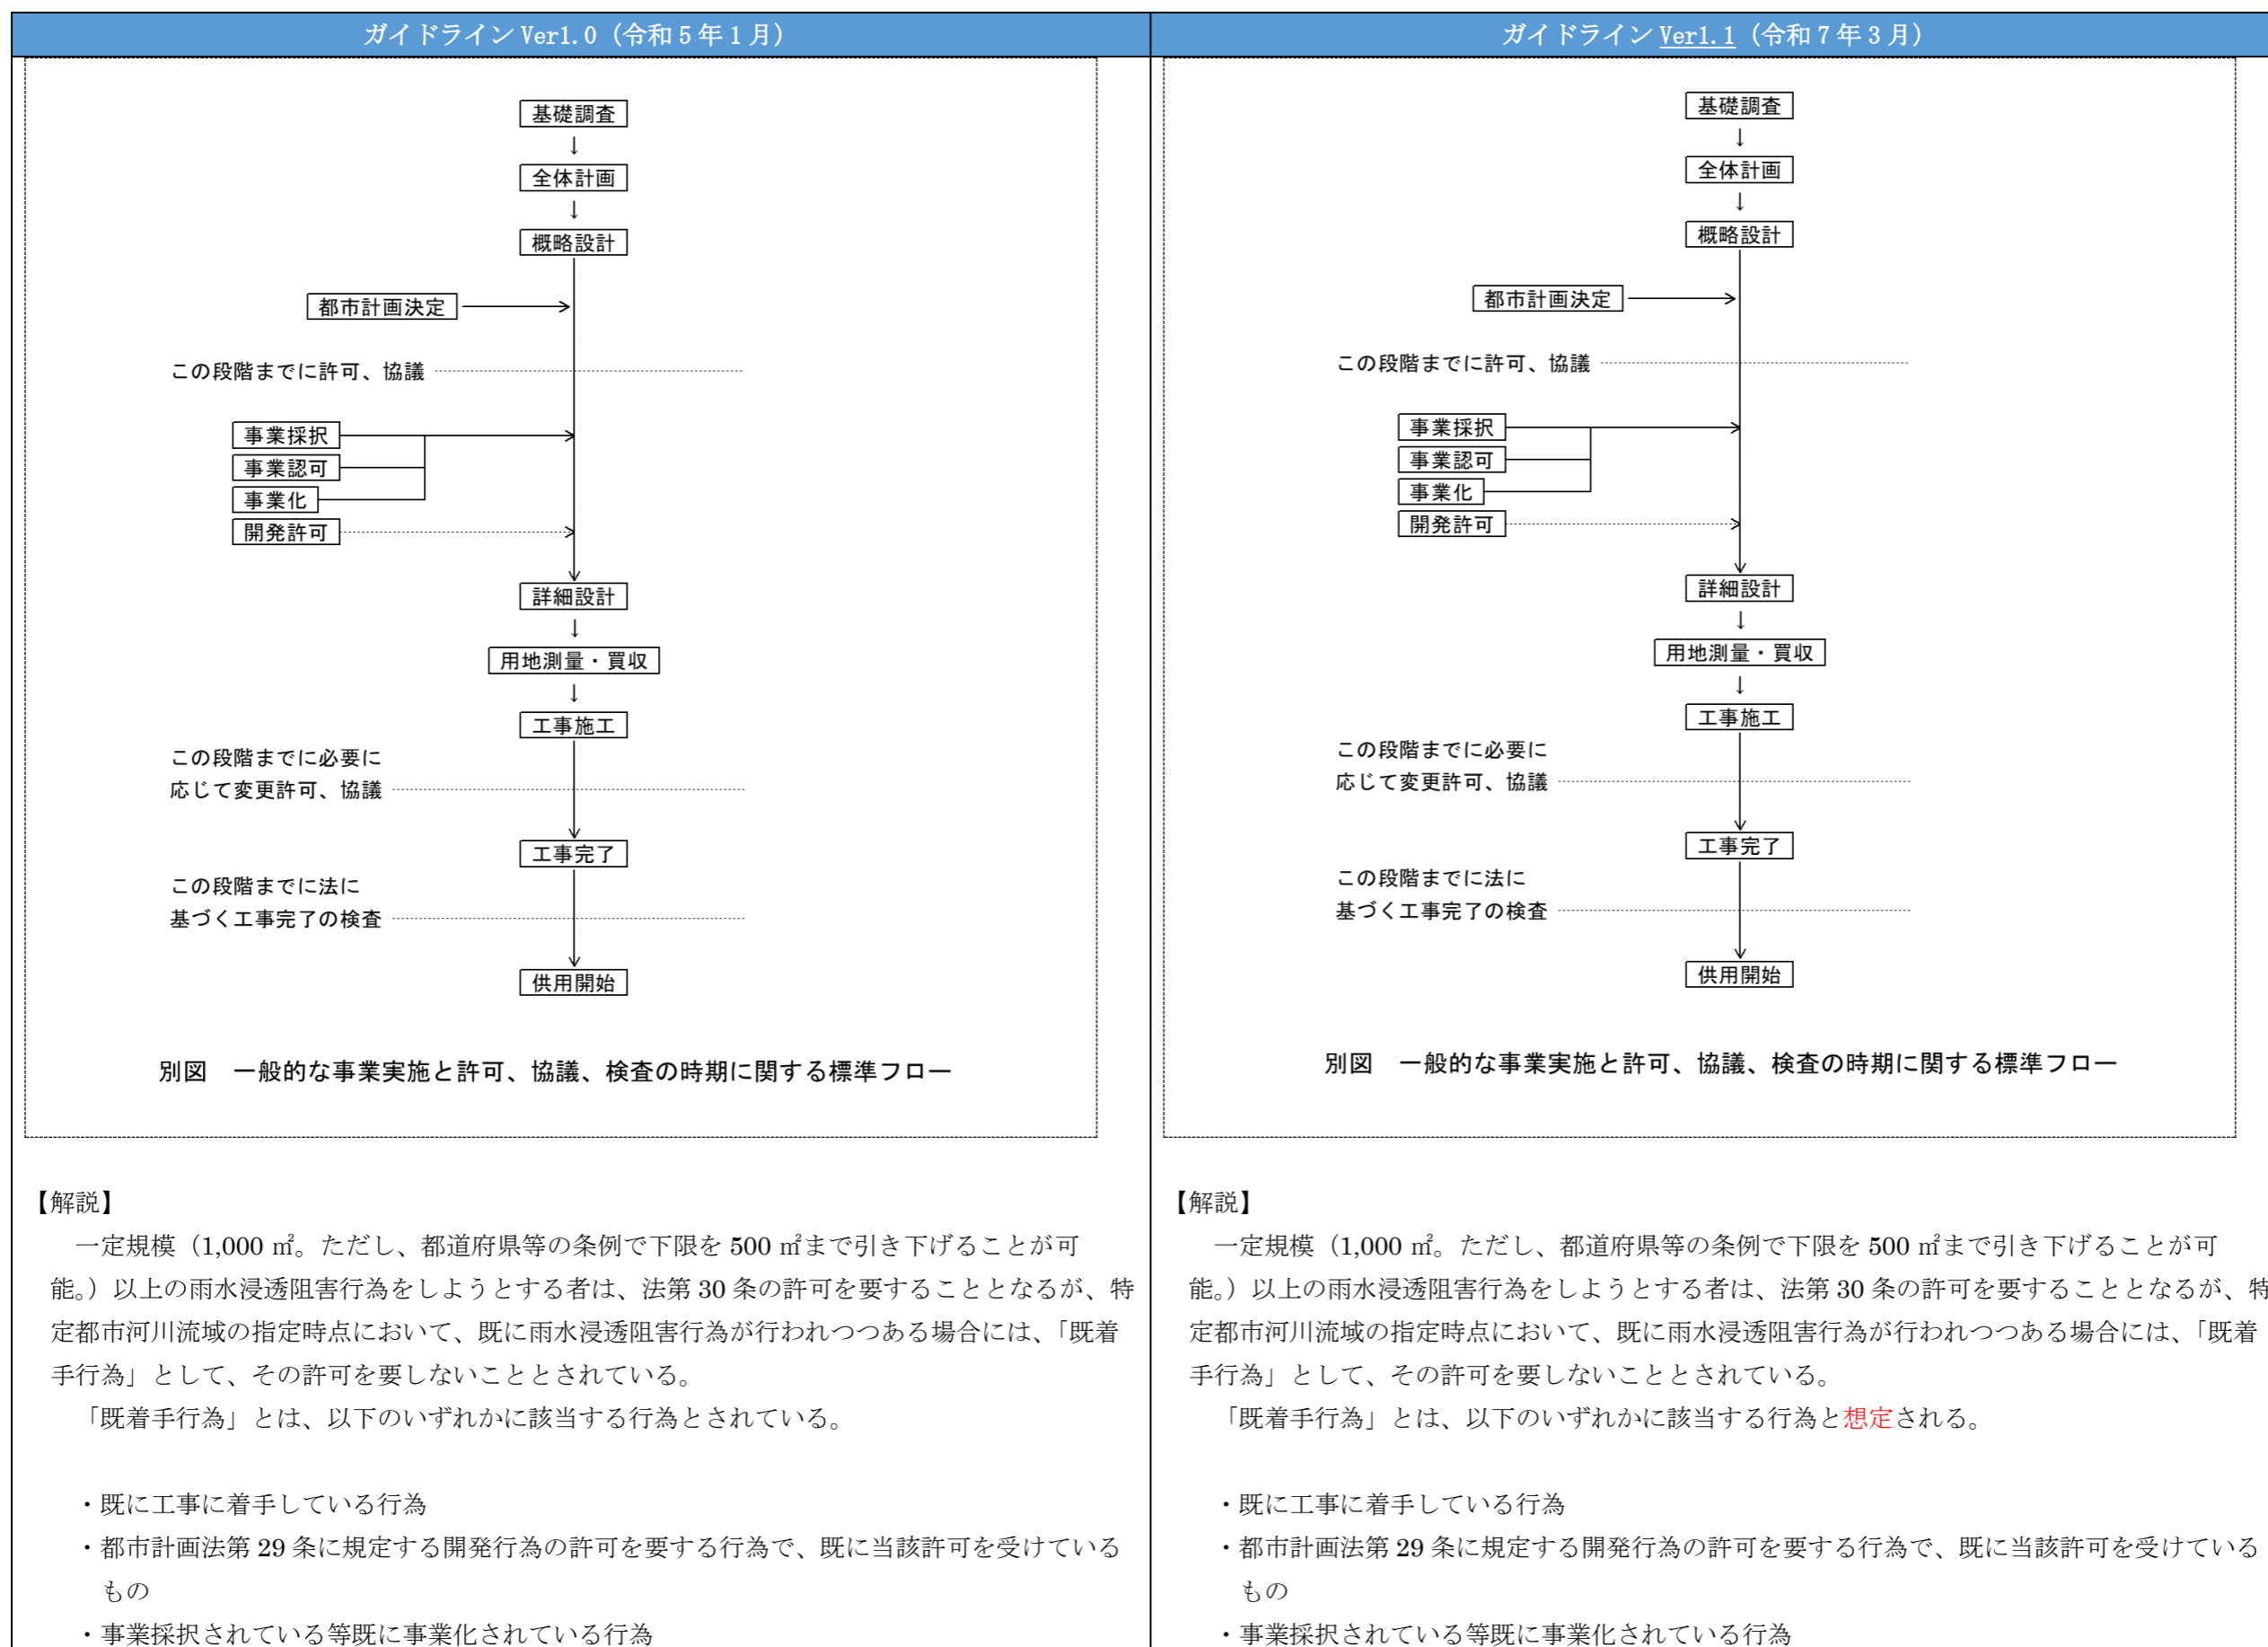 ガイドライン Ver1.0（令和５年１月）
基礎調査
↓
全体計画
↓
概略設計
都市計画決定
この段階までに許可、協議
事業採択
事業認可
事業化
開発許可
詳細設計
↓
用地測量・買収
↓
工事施工
この段階までに必要に
応じて変更許可、協議
工事完了
この段階までに法に
基づく工事完了の検査
供用開始
別図　一般的な事業実施と許可、協議、検査の時期に関する標準フロー
【解説】
一定規模（1,000 ㎡。ただし、都道府県等の条例で下限を 500 ㎡まで引き下げることが可
能。）以上の雨水浸透阻害行為をしようとする者は、法第 30 条の許可を要することとなるが、特
定都市河川流域の指定時点において、既に雨水浸透阻害行為が行われつつある場合には、「既着
手行為」として、その許可を要しないこととされている。
「既着手行為」とは、以下のいずれかに該当する行為とされている。
・既に工事に着手している行為
・都市計画法第 29 条に規定する開発行為の許可を要する行為で、既に当該許可を受けている
もの
・事業採択されている等既に事業化されている行為
ガイドライン Ver1.1（令和７年３月）
基礎調査
↓
全体計画
↓
概略設計
都市計画決定
この段階までに許可、協議
事業採択
事業認可
事業化
開発許可
詳細設計
↓
用地測量・買収
↓
工事施工
この段階までに必要に
応じて変更許可、協議
工事完了
この段階までに法に
基づく工事完了の検査
供用開始
別図　一般的な事業実施と許可、協議、検査の時期に関する標準フロー
【解説】
一定規模（1,000 ㎡。ただし、都道府県等の条例で下限を 500 ㎡まで引き下げることが可
能。）以上の雨水浸透阻害行為をしようとする者は、法第 30 条の許可を要することとなるが、特
定都市河川流域の指定時点において、既に雨水浸透阻害行為が行われつつある場合には、「既着
手行為」として、その許可を要しないこととされている。
「既着手行為」とは、以下のいずれかに該当する行為と想定される。
・既に工事に着手している行為
・都市計画法第 29 条に規定する開発行為の許可を要する行為で、既に当該許可を受けている
もの
・事業採択されている等既に事業化されている行為